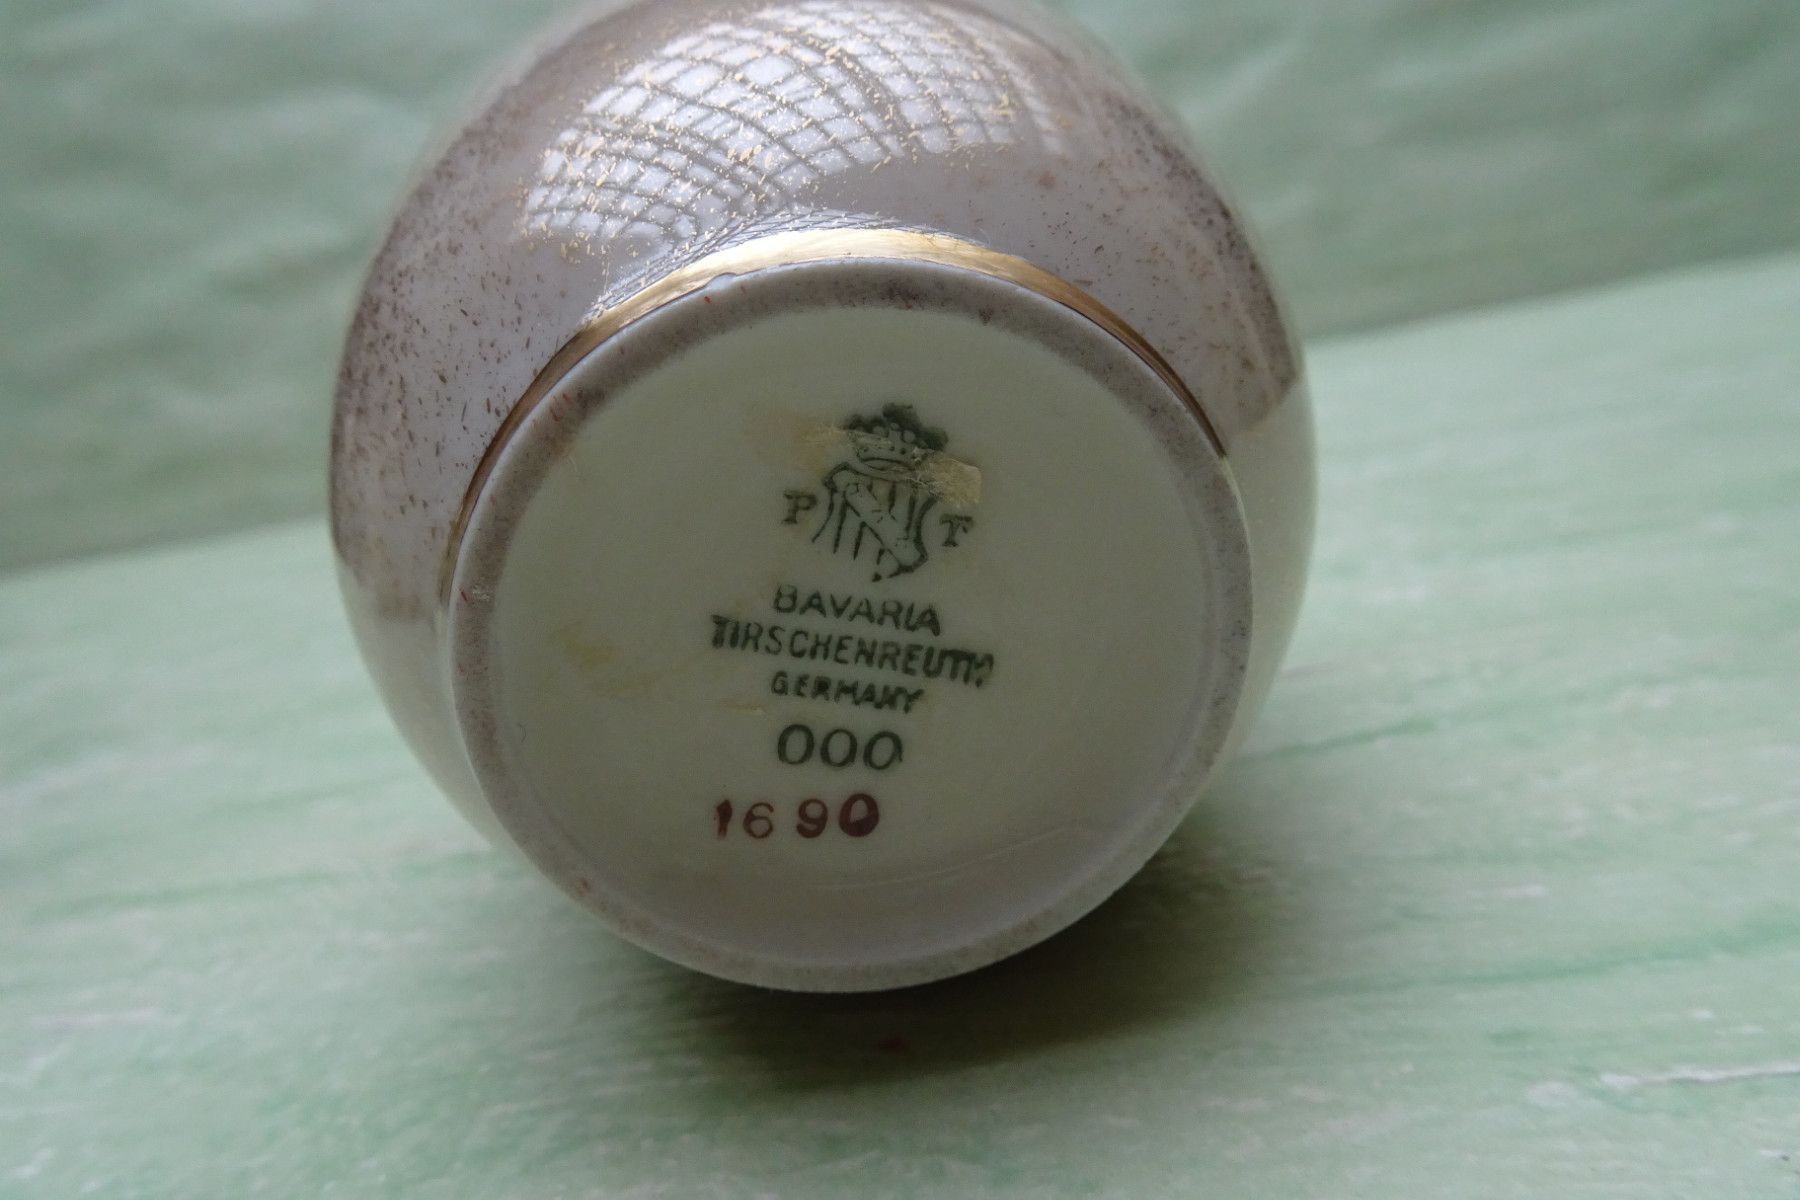 P T
BAVARIA
TIRSCHENREUTH
GERMANY
000
1690